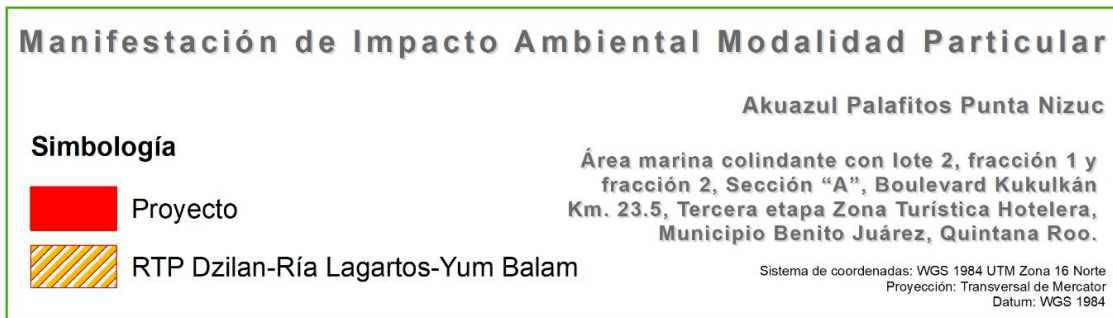 Manifestación de Impacto Ambiental Modalidad Particular
Akuazul Palafitos Punta Nizuc
Simbología
Proyecto
RTP Dzilan-Ría Lagartos-Yum Balam
Área marina colindante con lote 2, fracción 1 y
fracción 2, Sección “A”, Boulevard Kukulkán
Km. 23.5, Tercera etapa Zona Turística Hotelera,
Municipio Benito Juárez, Quintana Roo.
Sistema de coordenadas: WGS 1984 UTM Zona 16 Norte
Proyección: Transversal de Mercator
Datum: WGS 1984